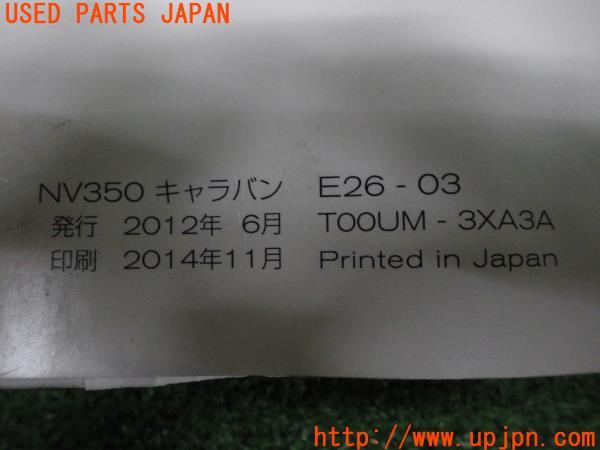 USED PARTS JAPAN
NV350 キャラバン E26 - 03
発行 2012年 6月 T00UM - 3XA3A
印刷 2014年11月 Printed in Japan
http://www.upjpn.com/